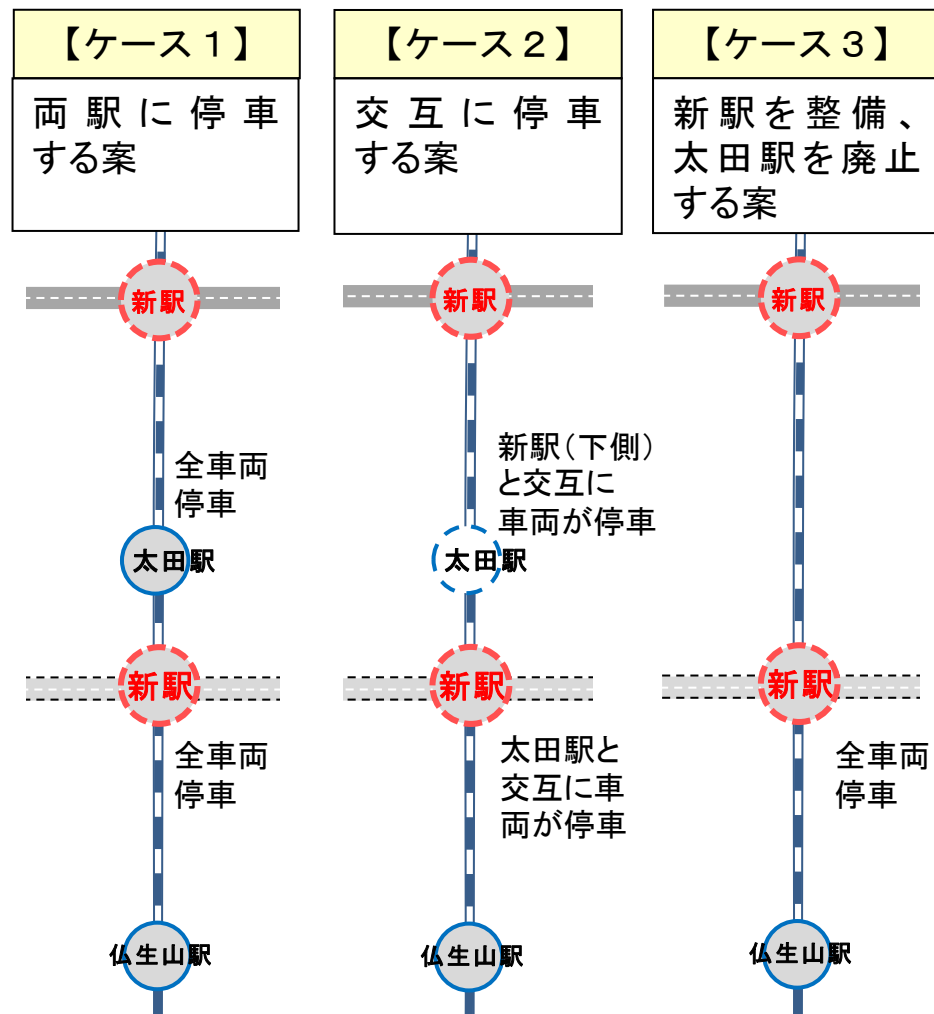 【ケース１】
両駅に停車
する案
新駅
全車両
停車
太田駅
新駅
全車両
停車
仏生山駅
【ケース２】
交互に停車
する案
新駅
新駅（下側）
と交互に
車両が停車
太田駅
新駅
太田駅と
交互に車
両が停車
仏生山駅
【ケース３】
新駅を整備、
太田駅を廃止
する案
新駅
新駅
全車両
停車
仏生山駅